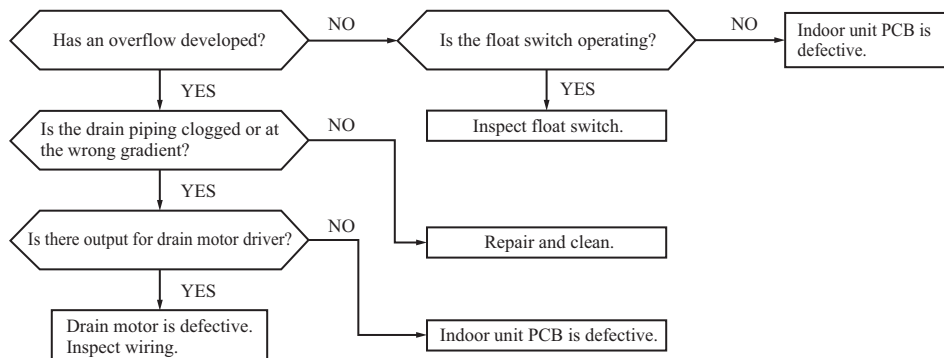 Has an overflow developed?
NO
Is the float switch operating?
NO
Indoor unit PCB is
defective.
YES
YES
Inspect float switch.
Is the drain piping clogged or at
the wrong gradient?
NO
YES
Repair and clean.
Is there output for drain motor driver?
NO
YES
Drain motor is defective.
Inspect wiring.
Indoor unit PCB is defective.